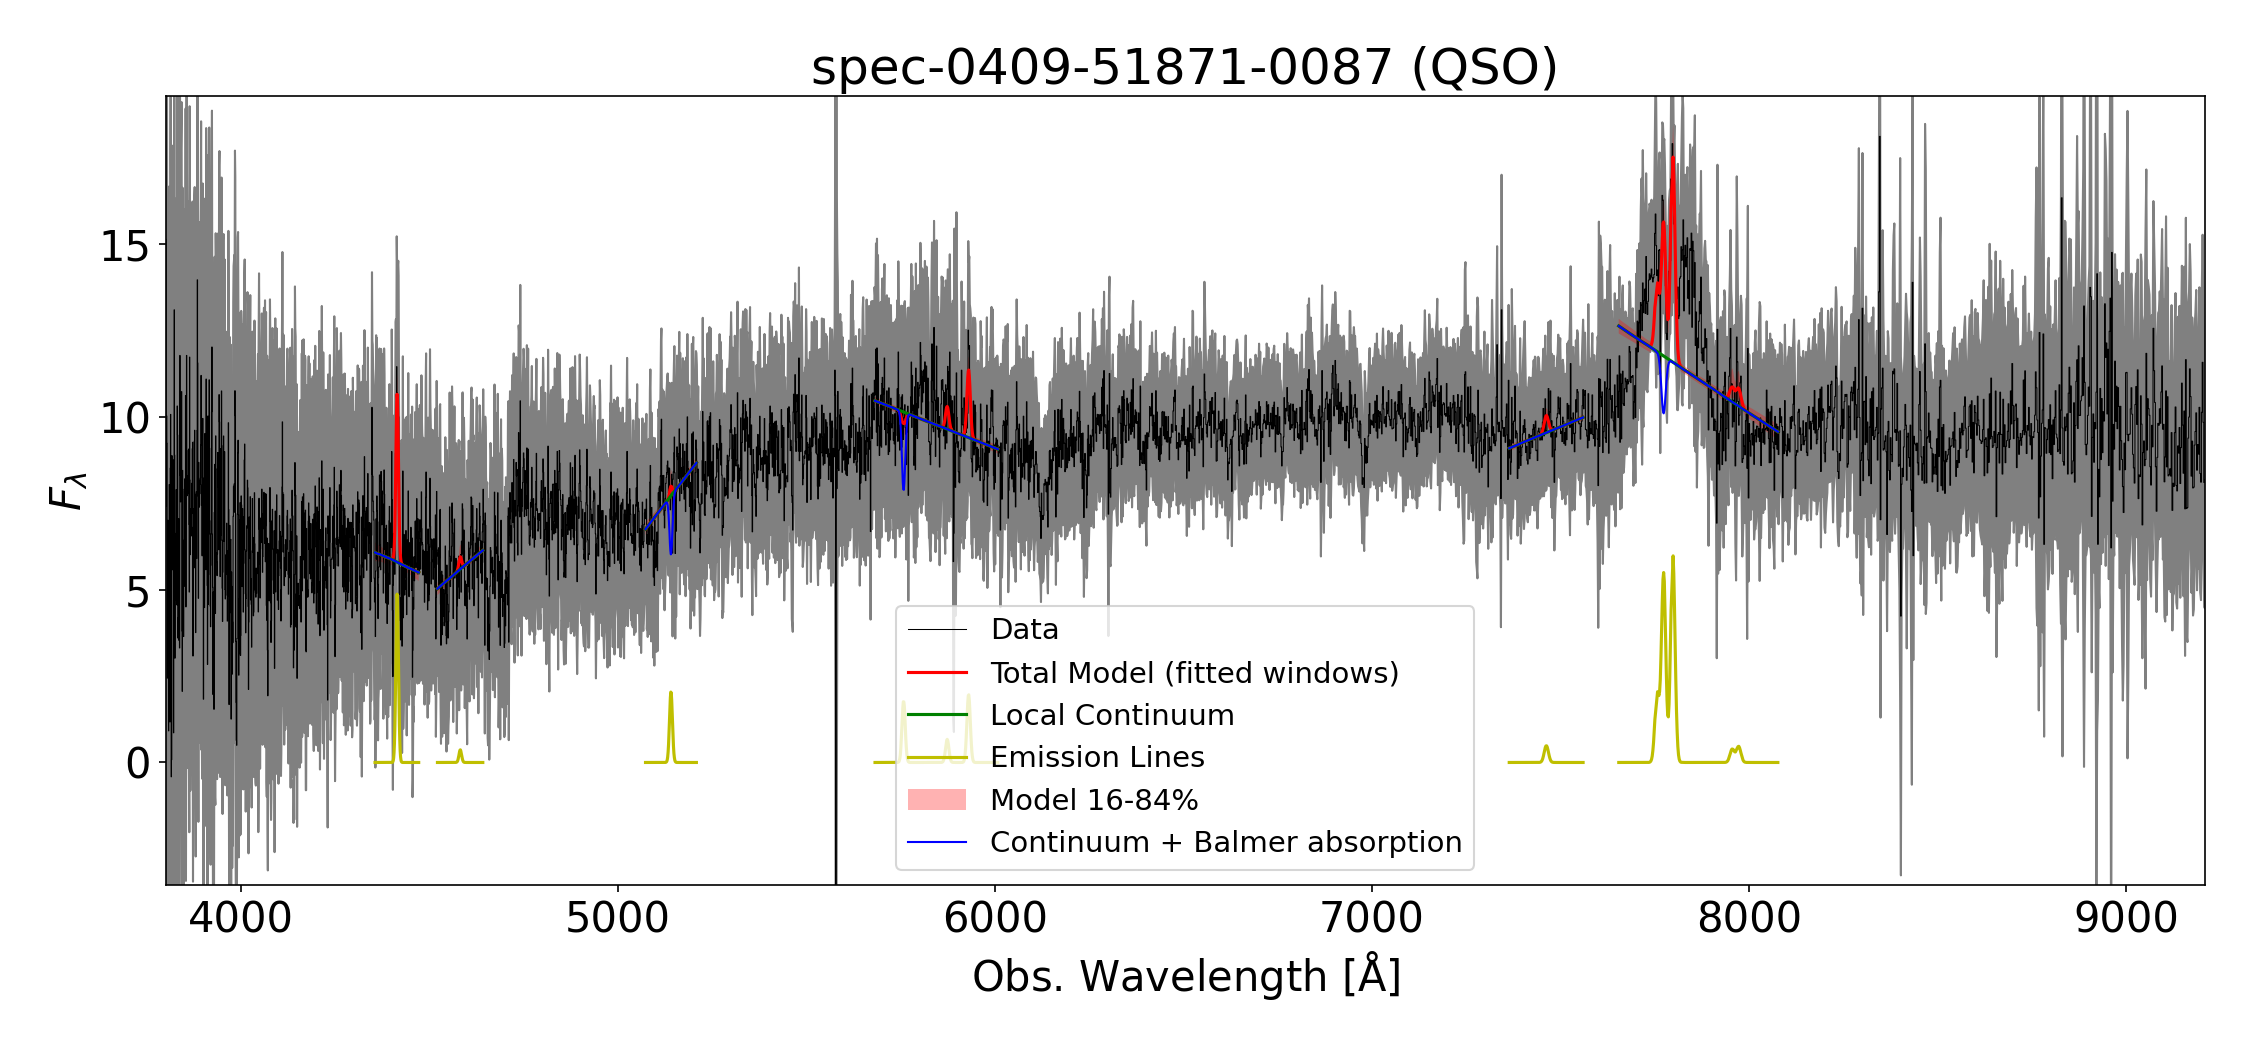 spec-0409-51871-0087 (QSO)
15
10
5
0
F_λ
Data
Total Model (fitted windows)
Local Continuum
Emission Lines
Model 16-84%
Continuum + Balmer absorption
4000 5000 6000 7000 8000 9000
Obs. Wavelength [Å]